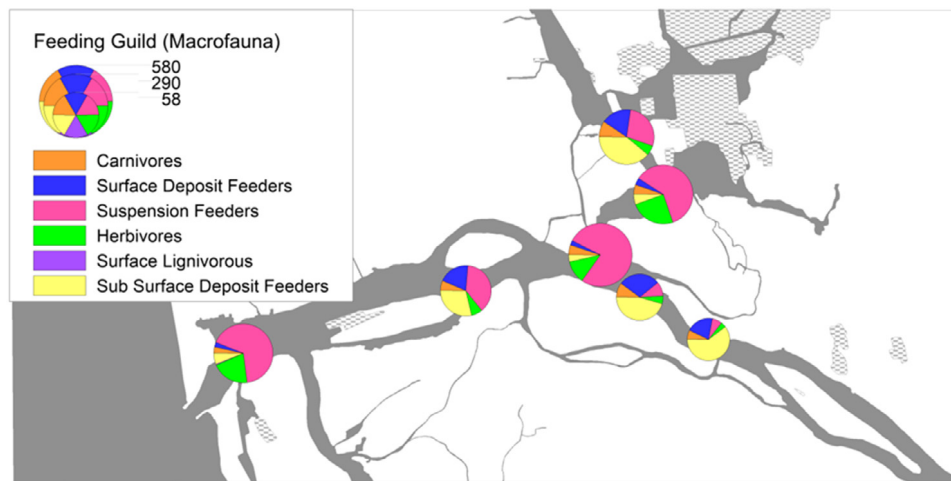 Feeding Guild (Macrofauna)
580
290
58
Carnivores
Surface Deposit Feeders
Suspension Feeders
Herbivores
Surface Lignivorous
Sub Surface Deposit Feeders